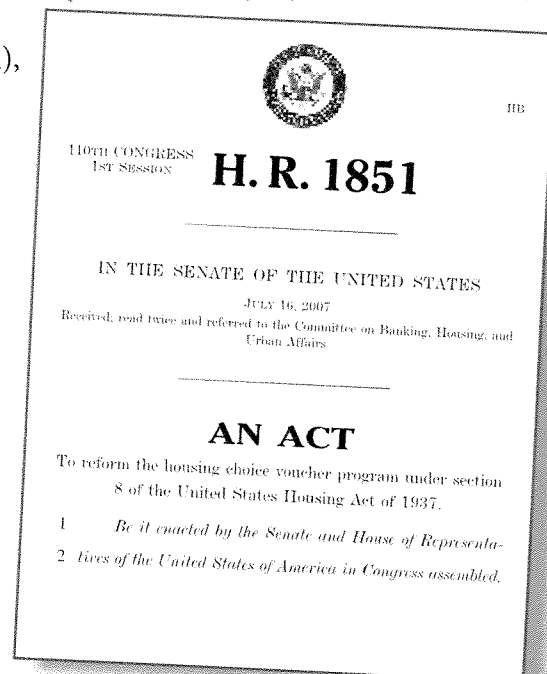 ),
IIB
110TH CONGRESS
1ST SESSION
H. R. 1851
IN THE SENATE OF THE UNITED STATES
JULY 16, 2007
Received; read twice and referred to the Committee on Banking, Housing, and
Urban Affairs
AN ACT
To reform the housing choice voucher program under section
8 of the United States Housing Act of 1937.
1 Be it enacted by the Senate and House of Representa-
2 tives of the United States of America in Congress assembled,